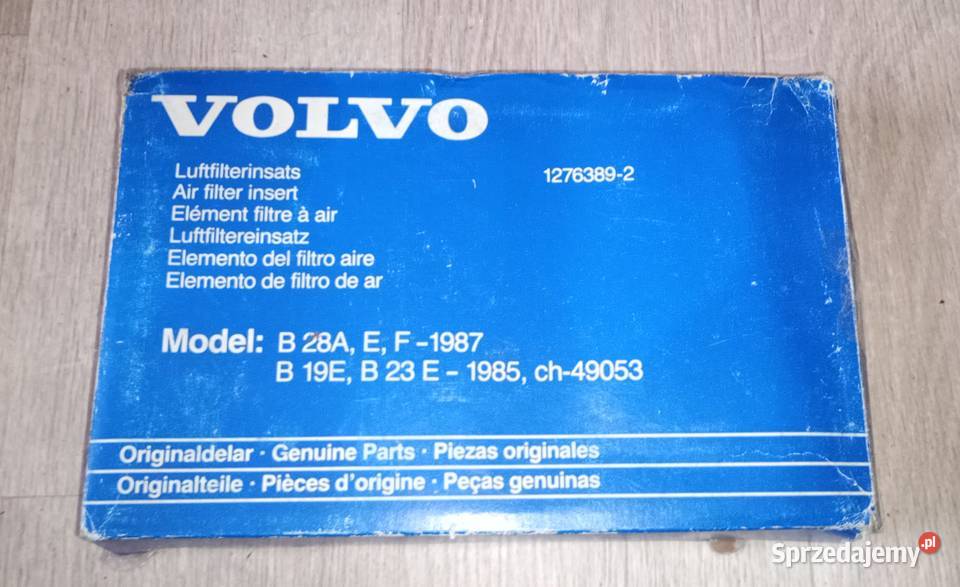 VOLVO
Luftfilterinsats 1276389-2
Air filter insert
Elément filtre à air
Luftfiltereinsatz
Elemento del filtro aire
Elemento de filtro de ar
Model: B 28A, E, F-1987
B 19E, B 23 E - 1985, ch-49053
Originaldelar · Genuine Parts · Piezas originales
Originalteile · Pièces d'origine · Peças genuinas
Sprzedajemy.pl